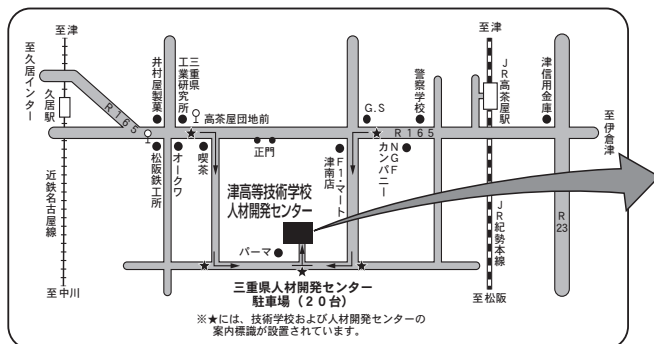 至津
至久居インター
久居駅
R165
近鉄名古屋線
至中川
井村屋製菓
三重県
工業研究所
高茶屋団地前
松阪鉄工所
オークワ
喫茶
正門
G.S
警察学校
R165
F1・マート
津南店
NGF
カンパニー
至津
JR高茶屋駅
津信用金庫
至伊倉津
JR紀勢本線
R23
至松阪
津高等技術学校
人材開発センター
パーマ
三重県人材開発センター
駐車場（20台）
※★には、技術学校および人材開発センターの
案内標識が設置されています。